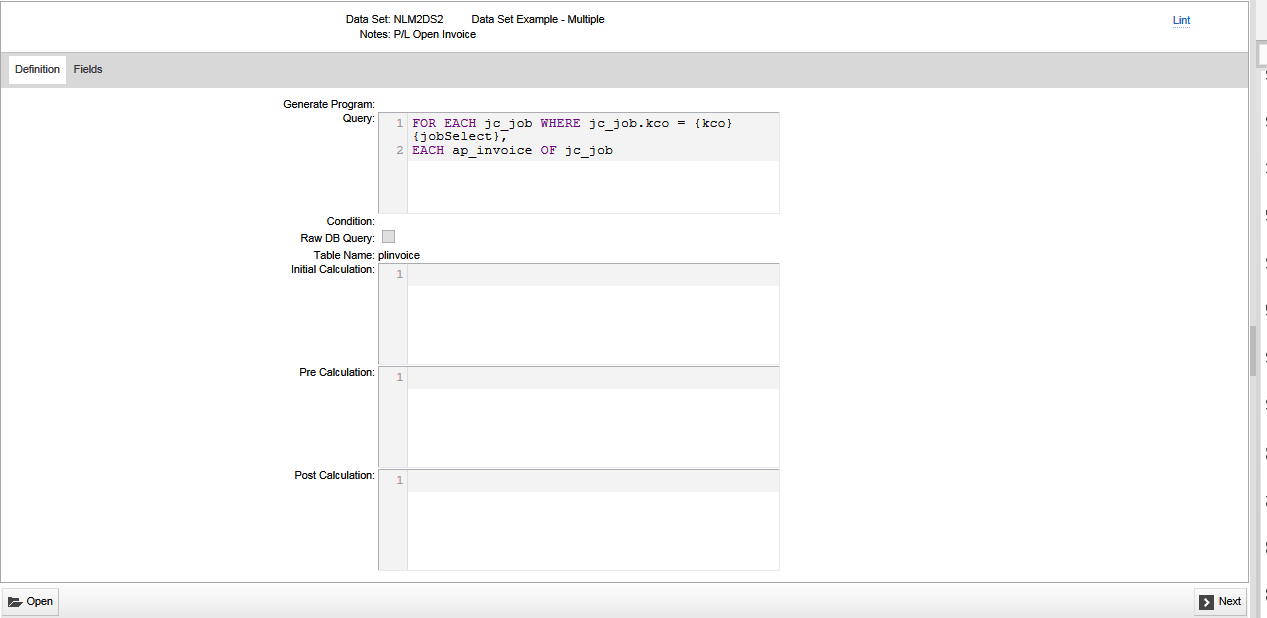 Data Set: NLM2DS2 Data Set Example - Multiple
Lint
Notes: P/L Open Invoice
Definition Fields
Generate Program:
Query:
1 FOR EACH jc_job WHERE jc_job.kco = {kco}
{jobSelect},
2 EACH ap_invoice OF jc_job
Condition:
Raw DB Query:
Table Name: plinvoice
Initial Calculation:
1
Pre Calculation:
1
Post Calculation:
1
Open
Next